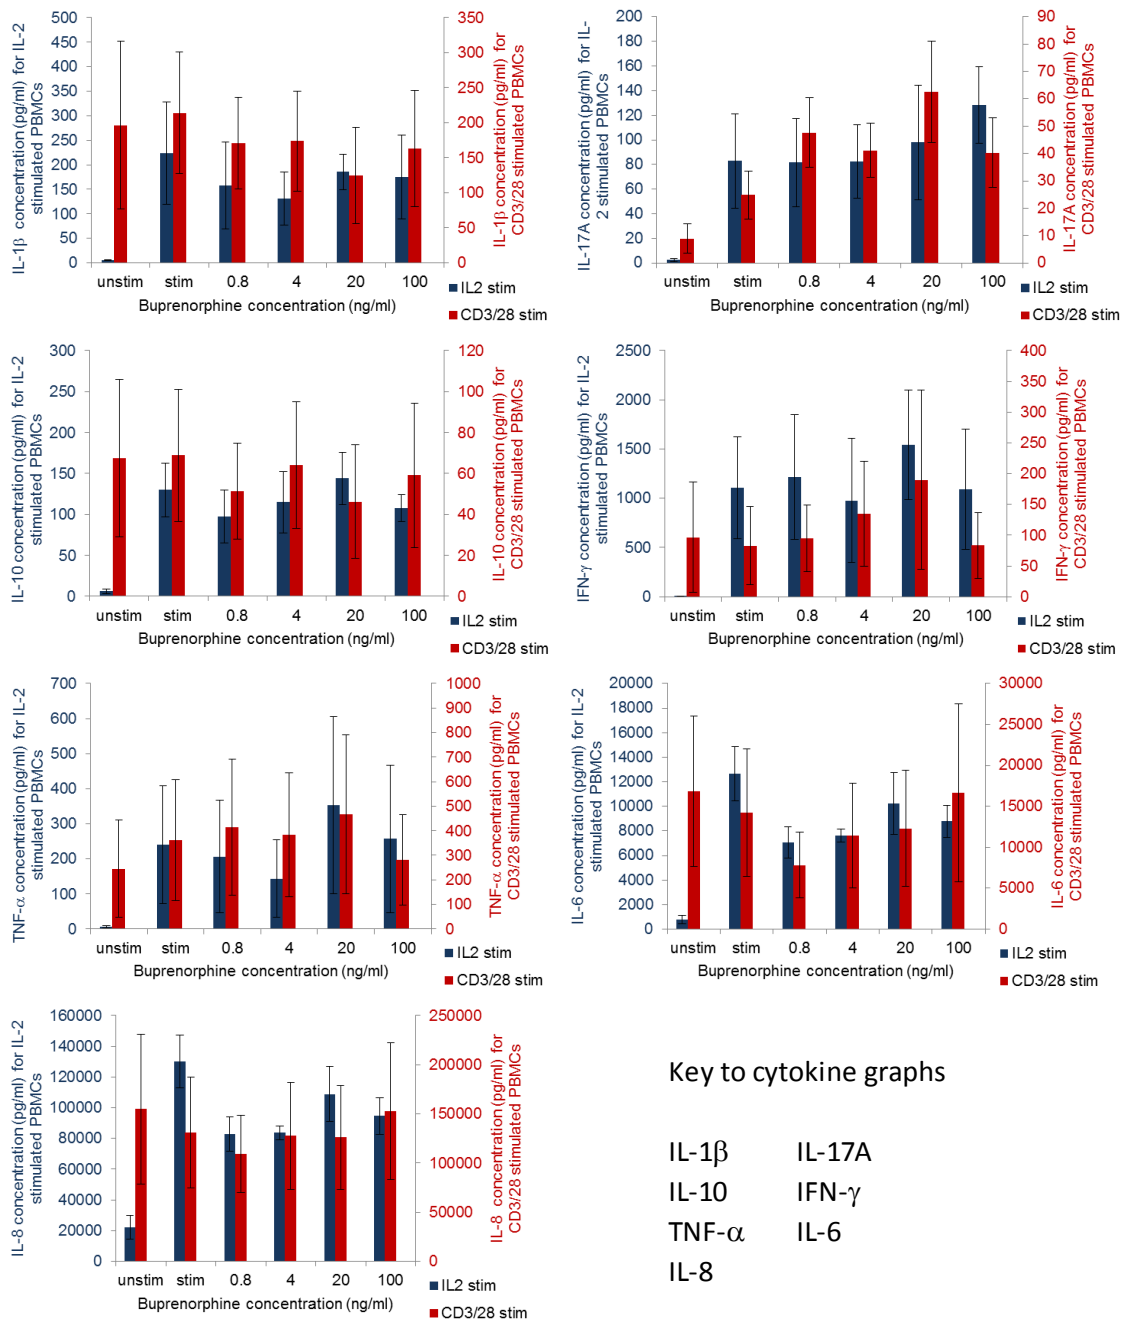 IL-1β concentration (pg/ml) for IL-2
stimulated PBMCs
500
450
400
350
300
250
200
150
100
50
0
350
300
250
200
150
100
50
0
IL-1β concentration (pg/ml) for
CD3/28 stimulated PBMCs
unstim stim 0.8 4 20 100
Buprenorphine concentration (ng/ml)
IL2 stim
CD3/28 stim
IL-17A concentration (pg/ml) for IL-
2 stimulated PBMCs
200
180
160
140
120
100
80
60
40
20
0
90
80
70
60
50
40
30
20
10
0
IL-17A concentration (pg/ml) for
CD3/28 stimulated PBMCs
unstim stim 0.8 4 20 100
Buprenorphine concentration (ng/ml)
IL2 stim
CD3/28 stim
IL-10 concentration (pg/ml) for IL-2
stimulated PBMCs
300
250
200
150
100
50
0
120
100
80
60
40
20
0
IL-10 concentration (pg/ml) for
CD3/28 stimulated PBMCs
unstim stim 0.8 4 20 100
Buprenorphine concentration (ng/ml)
IL2 stim
CD3/28 stim
IFN-γ concentration (pg/ml) for IL-2
stimulated PBMCs
2500
2000
1500
1000
500
0
400
350
300
250
200
150
100
50
0
IFN-γ concentration (pg/ml) for
CD3/28 stimulated PBMCs
unstim stim 0.8 4 20 100
Buprenorphine concentration (ng/ml)
IL2 stim
CD3/28 stim
TNF-α concentration (pg/ml) for IL-2
stimulated PBMCs
700
600
500
400
300
200
100
0
1000
900
800
700
600
500
400
300
200
100
0
TNF-α concentration (pg/ml) for
CD3/28 stimulated PBMCs
unstim stim 0.8 4 20 100
Buprenorphine concentration (ng/ml)
IL2 stim
CD3/28 stim
IL-6 concentration (pg/ml) for IL-2
stimulated PBMCs
20000
18000
16000
14000
12000
10000
8000
6000
4000
2000
0
30000
25000
20000
15000
10000
5000
0
IL-6 concentration (pg/ml) for
CD3/28 stimulated PBMCs
unstim stim 0.8 4 20 100
Buprenorphine concentration (ng/ml)
IL2 stim
CD3/28 stim
IL-8 concentration (pg/ml) for IL-2
stimulated PBMCs
160000
140000
120000
100000
80000
60000
40000
20000
0
250000
200000
150000
100000
50000
0
IL-8 concentration (pg/ml) for
CD3/28 stimulated PBMCs
unstim stim 0.8 4 20 100
Buprenorphine concentration (ng/ml)
IL2 stim
CD3/28 stim
Key to cytokine graphs
IL-1β IL-17A
IL-10 IFN-γ
TNF-α IL-6
IL-8